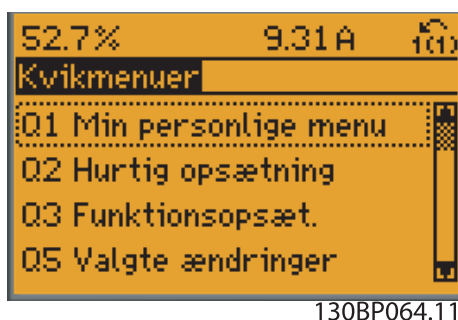 52.7% 9.31 A 1(1)
Kvikmenuer
Q1 Min personlige menu
Q2 Hurtig opsætning
Q3 Funktionsopsæt.
Q5 Valgte ændringer
130BP064.11